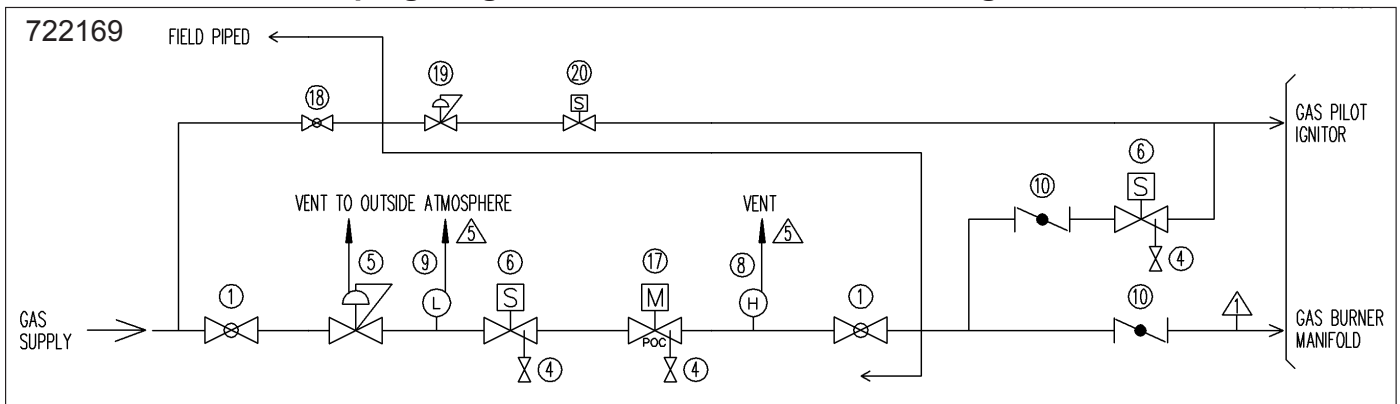 722169
FIELD PIPED
19
20
18
GAS PILOT
IGNITOR
6
S
10
S
VENT TO OUTSIDE ATMOSPHERE
VENT
5
5
5
9
6
17
8
4
1
L
S
M
H
1
10
1
GAS
SUPPLY
POC
GAS BURNER
MANIFOLD
4
4